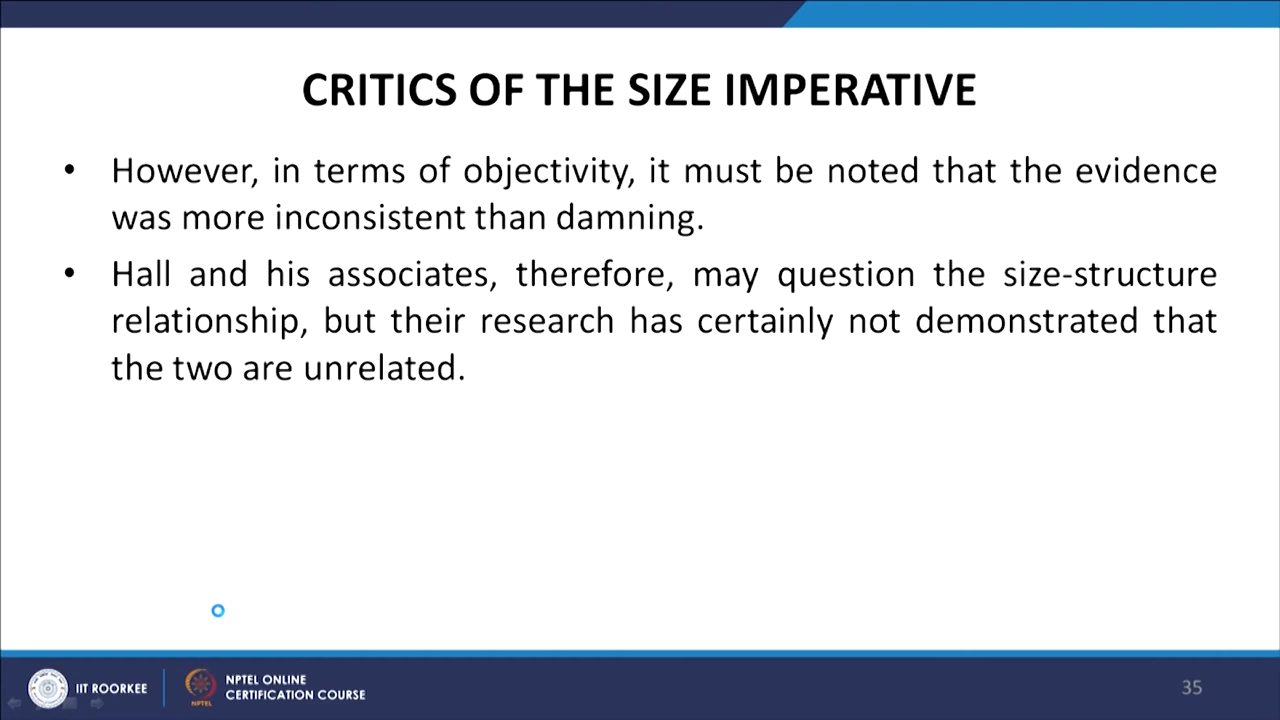 CRITICS OF THE SIZE IMPERATIVE
• However, in terms of objectivity, it must be noted that the evidence
was more inconsistent than damning.
• Hall and his associates, therefore, may question the size-structure
relationship, but their research has certainly not demonstrated that
the two are unrelated.
IIT ROORKEE
NPTEL
NPTEL ONLINE
CERTIFICATION COURSE
35